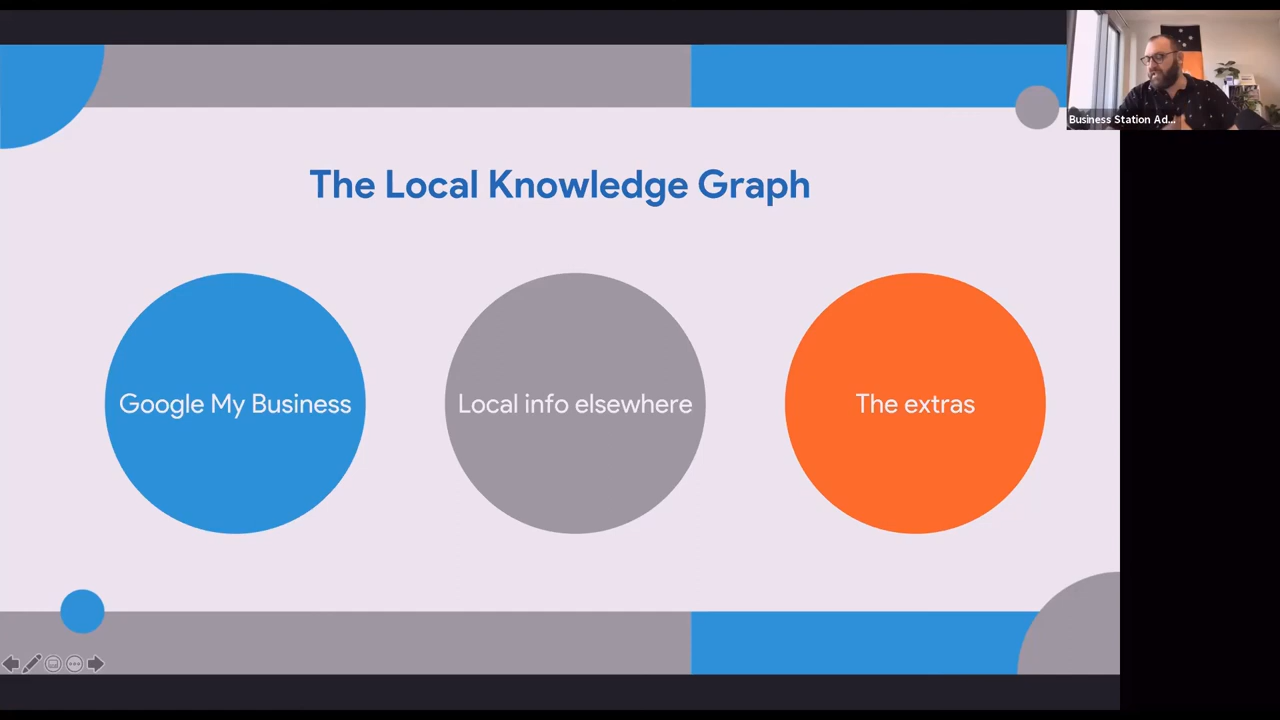 Business Station Ad...
The Local Knowledge Graph
Google My Business
Local info elsewhere
The extras